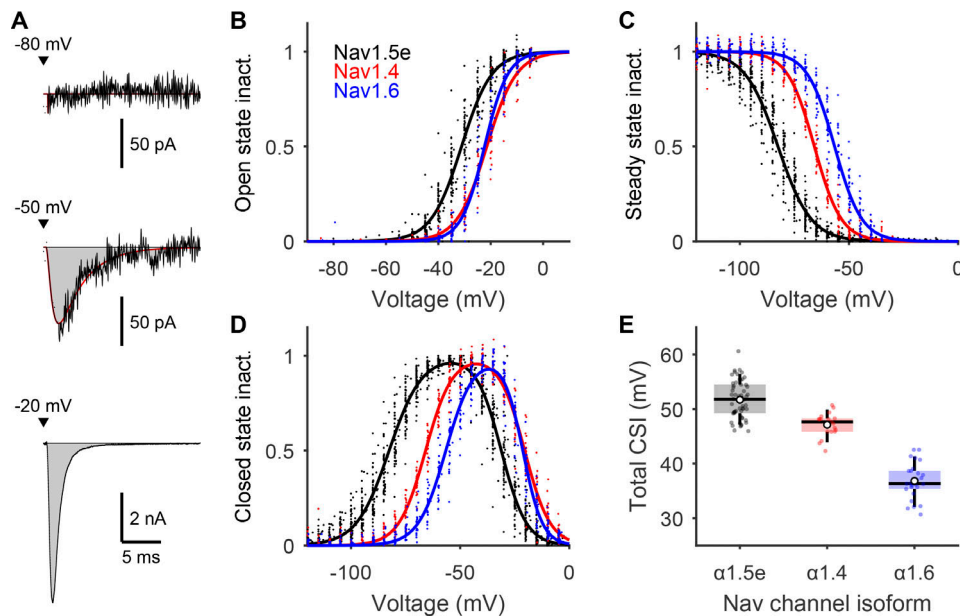 A
-80 mV
50 pA
-50 mV
50 pA
-20 mV
2 nA
5 ms
B
Nav1.5e
Nav1.4
Nav1.6
Open state inact.
1
0.5
0
-80
-60
-40
-20
0
Voltage (mV)
C
Steady state inact.
1
0.5
0
-100
-50
0
Voltage (mV)
D
Closed state inact.
1
0.5
0
-100
-50
0
Voltage (mV)
E
Total CSI (mV)
60
50
40
30
α1.5e
α1.4
α1.6
Nav channel isoform